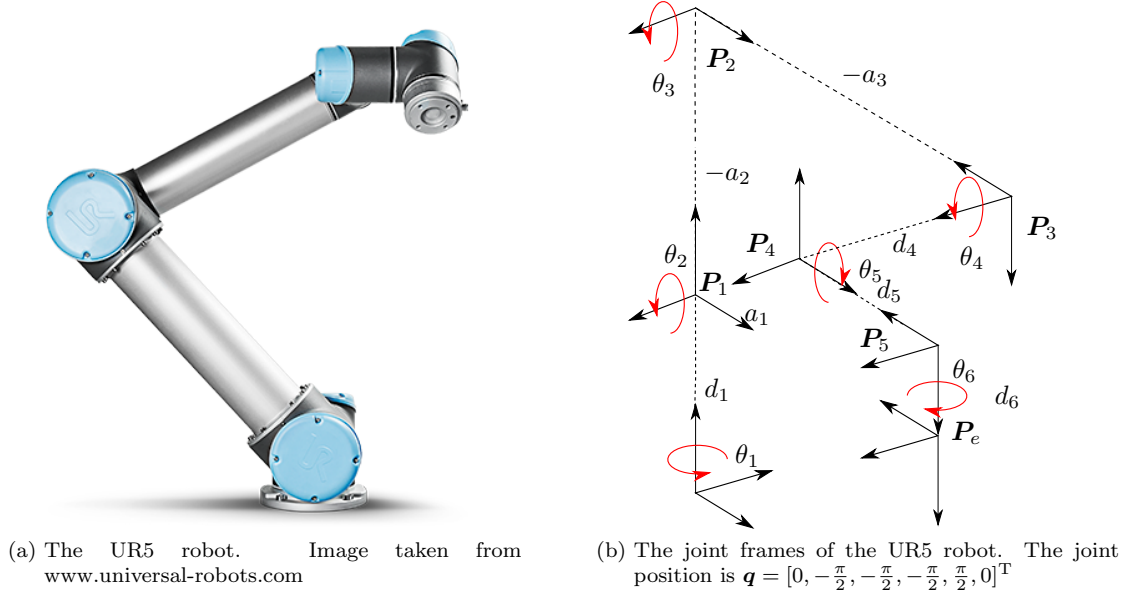 UR
UR
θ₃
P₂
−a₃
−a₂
θ₂
P₁
a₁
P₄
d₄
θ₄
P₃
θ₅
d₅
P₅
θ₆
d₁
d₆
Pₑ
θ₁
(a) The UR5 robot. Image taken from
www.universal-robots.com
(b) The joint frames of the UR5 robot. The joint
position is q = [0, −π/2, −π/2, −π/2, π/2, 0]ᵀ